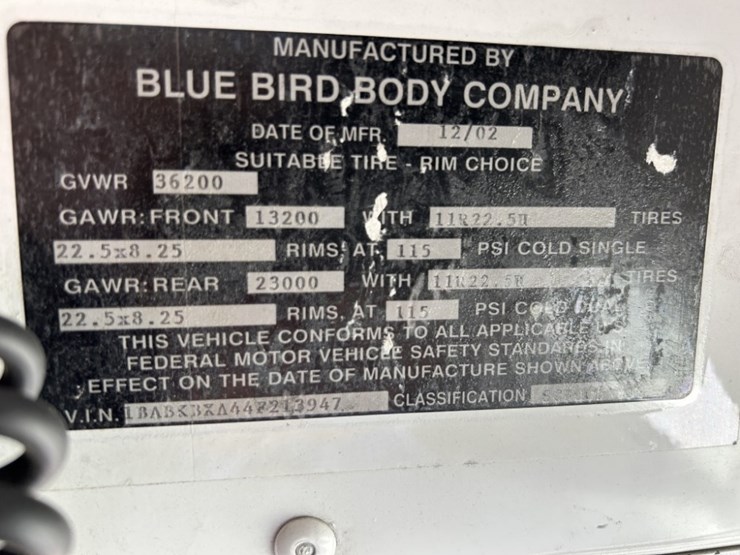 MANUFACTURED BY
BLUE BIRD BODY COMPANY
DATE OF MFR. 12/02
SUITABLE TIRE - RIM CHOICE
GVWR 36200
GAWR: FRONT 13200 WITH 11R22.5H TIRES
22.5x8.25 RIMS, AT 115 PSI COLD SINGLE
GAWR: REAR 23000 WITH 11R22.5H TIRES
22.5x8.25 RIMS, AT 115 PSI COLD DUAL
THIS VEHICLE CONFORMS TO ALL APPLICABLE U.S.
FEDERAL MOTOR VEHICLE SAFETY STANDARDS IN
EFFECT ON THE DATE OF MANUFACTURE SHOWN ABOVE
V.I.N. CLASSIFICATION